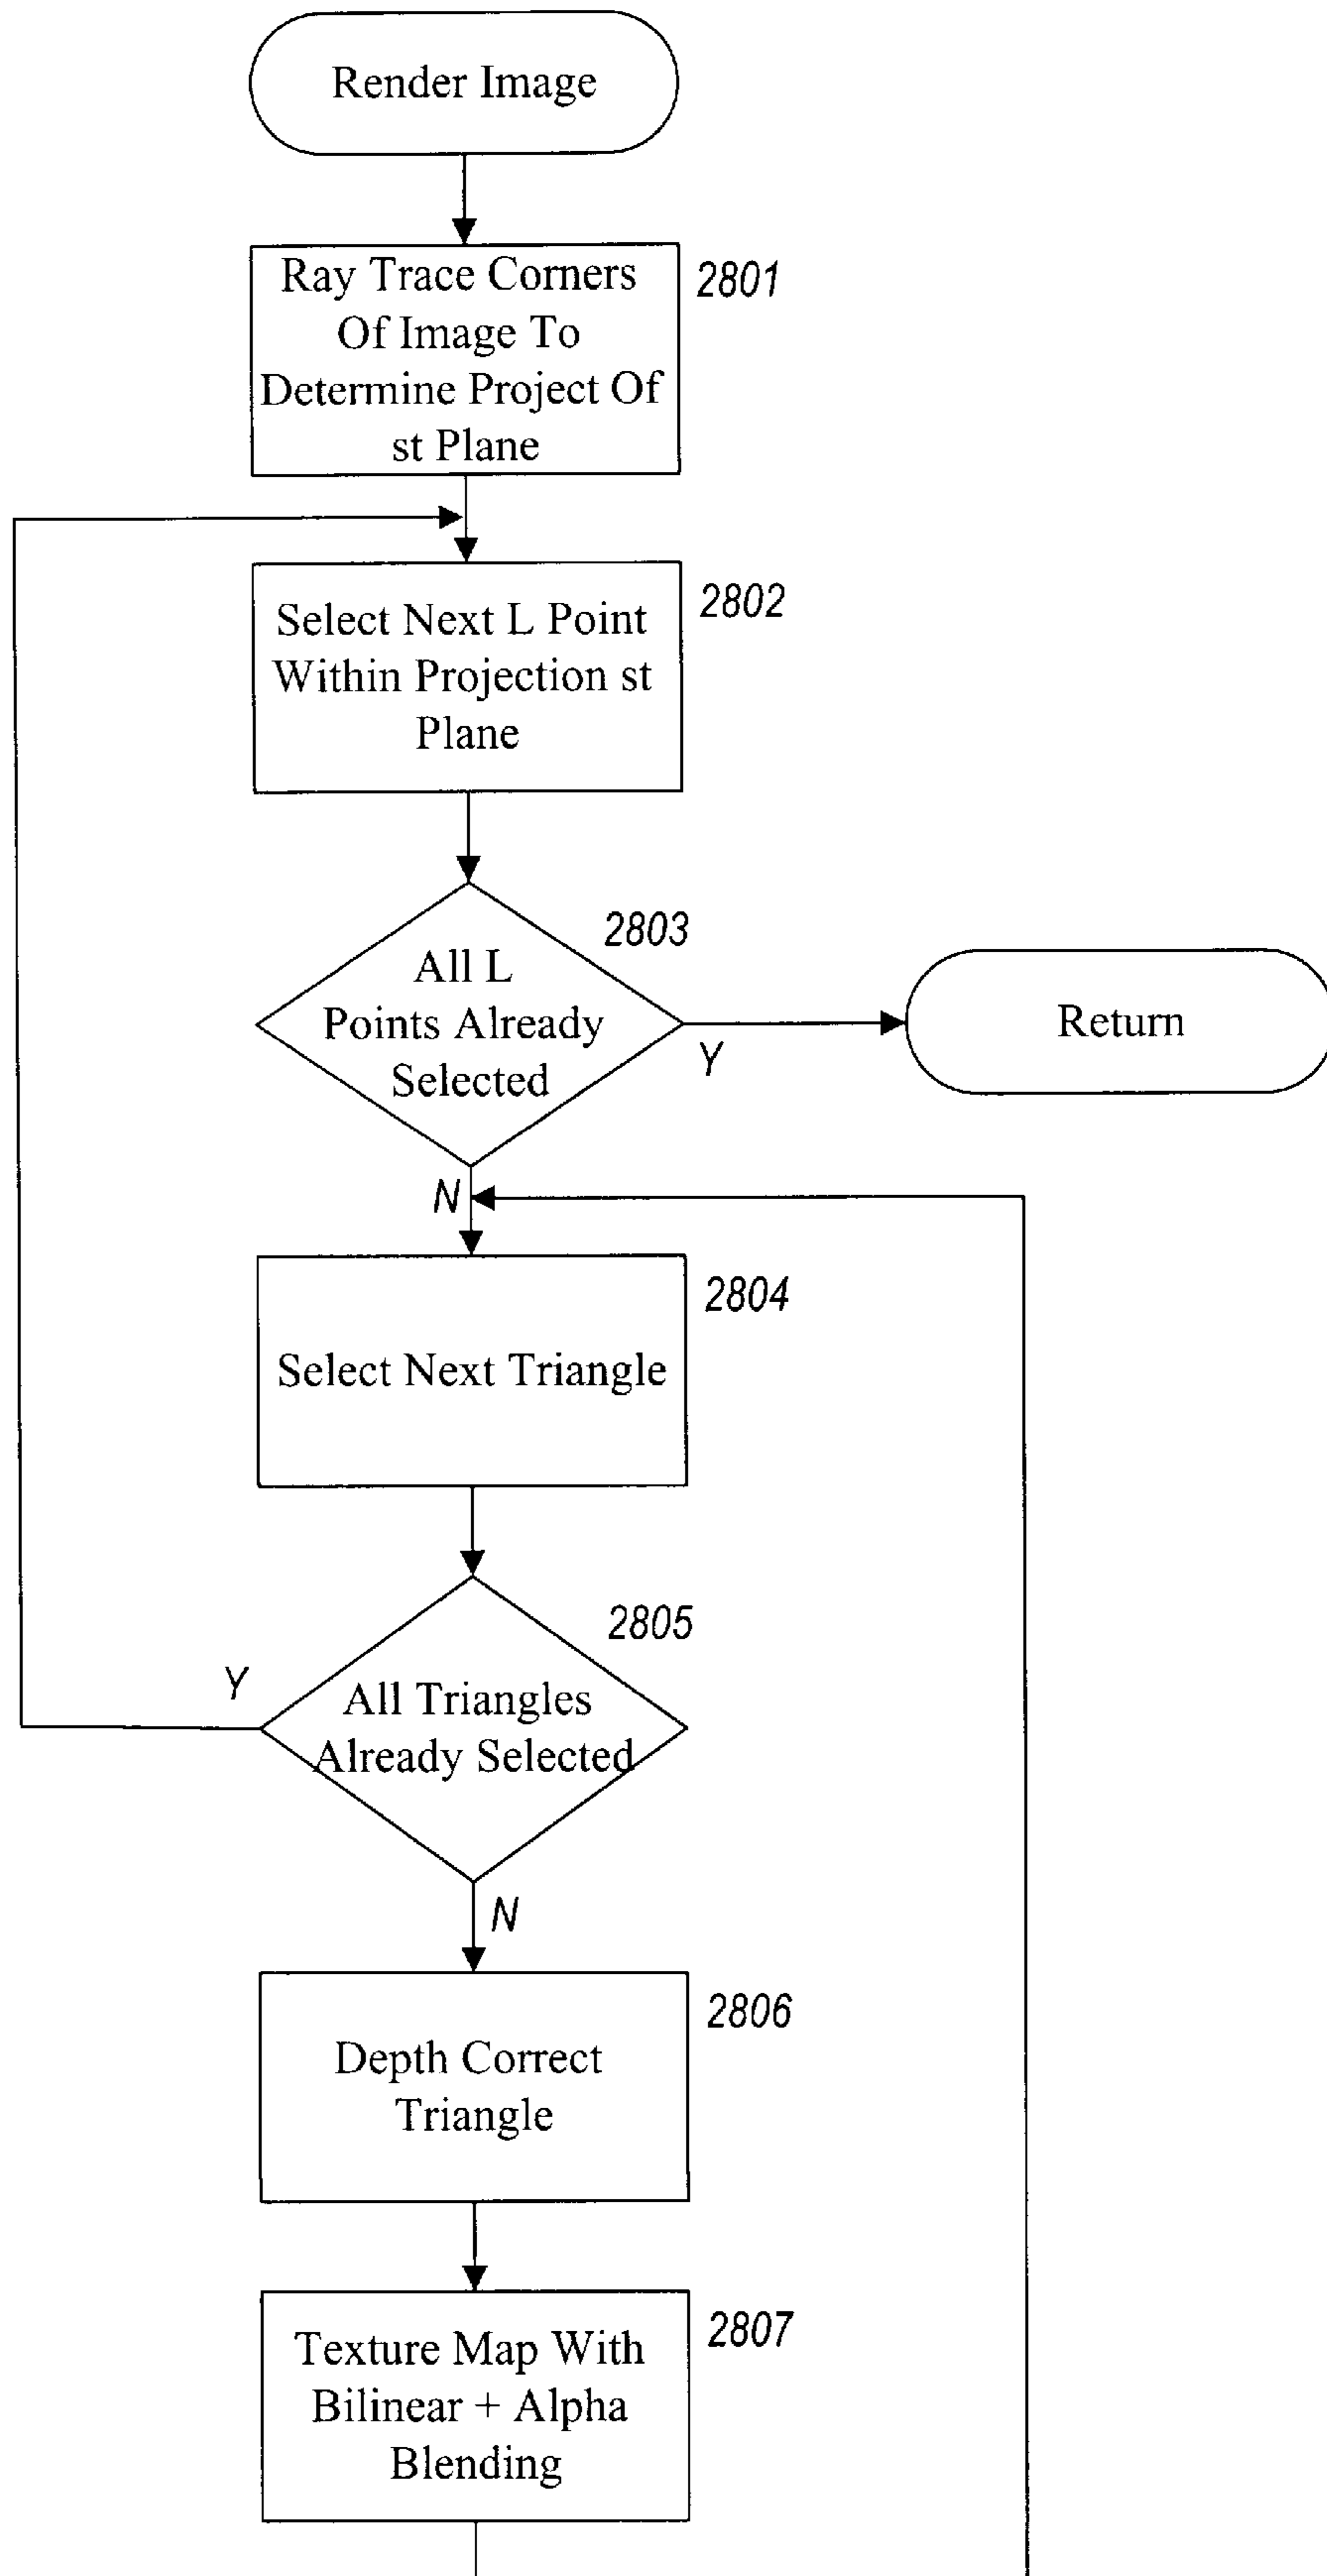 Render Image
Ray Trace Corners
Of Image To
Determine Project Of
st Plane
2801
Select Next L Point
Within Projection st
Plane
2802
All L
Points Already
Selected
2803
Y
Return
N
Select Next Triangle
2804
All Triangles
Already Selected
2805
Y
N
Depth Correct
Triangle
2806
Texture Map With
Bilinear + Alpha
Blending
2807